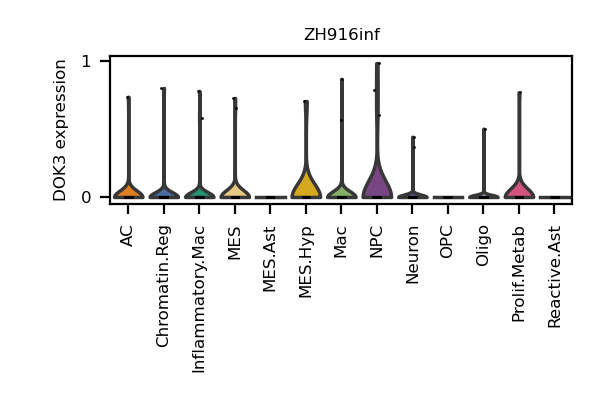 ZH916inf
DOK3 expression
1
0
AC
Chromatin.Reg
Inflammatory.Mac
MES
MES.Ast
MES.Hyp
Mac
NPC
Neuron
OPC
Oligo
Prolif.Metab
Reactive.Ast